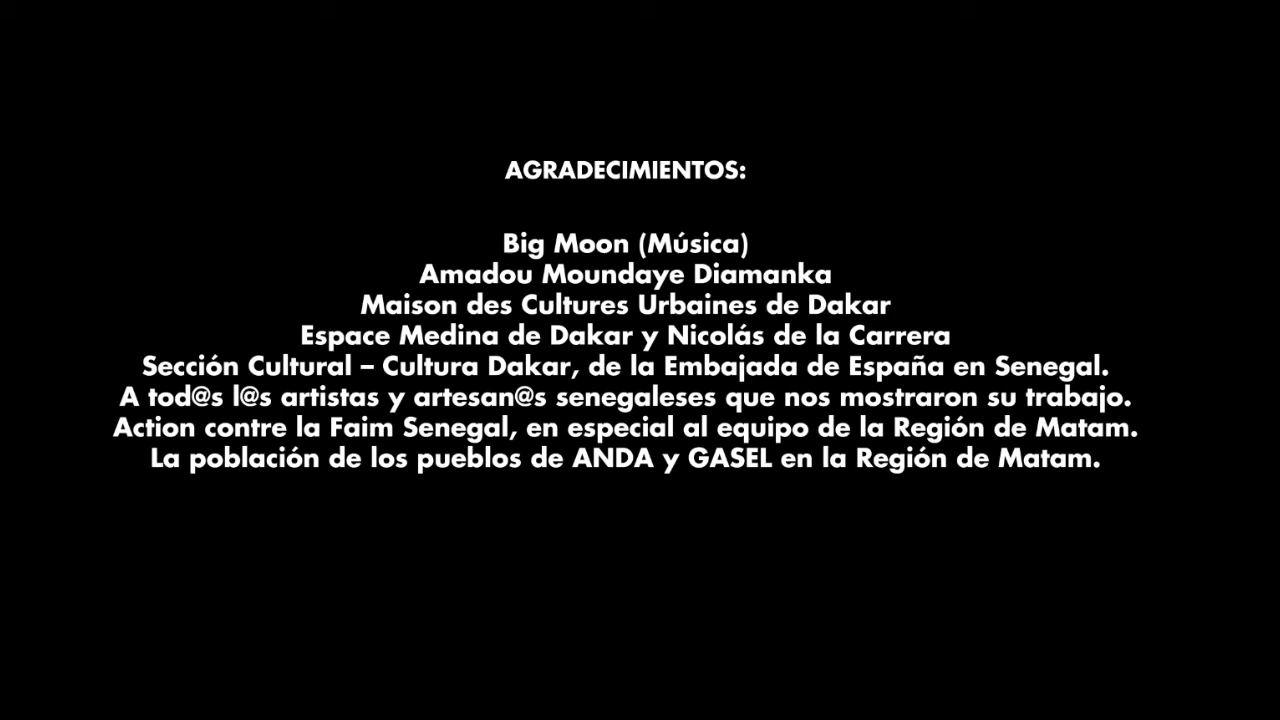 AGRADECIMIENTOS:
Big Moon (Música)
Amadou Moundaye Diamanka
Maison des Cultures Urbaines de Dakar
Espace Medina de Dakar y Nicolás de la Carrera
Sección Cultural – Cultura Dakar, de la Embajada de España en Senegal.
A tod@s l@s artistas y artesan@s senegaleses que nos mostraron su trabajo.
Action contre la Faim Senegal, en especial al equipo de la Región de Matam.
La población de los pueblos de ANDA y GASEL en la Región de Matam.